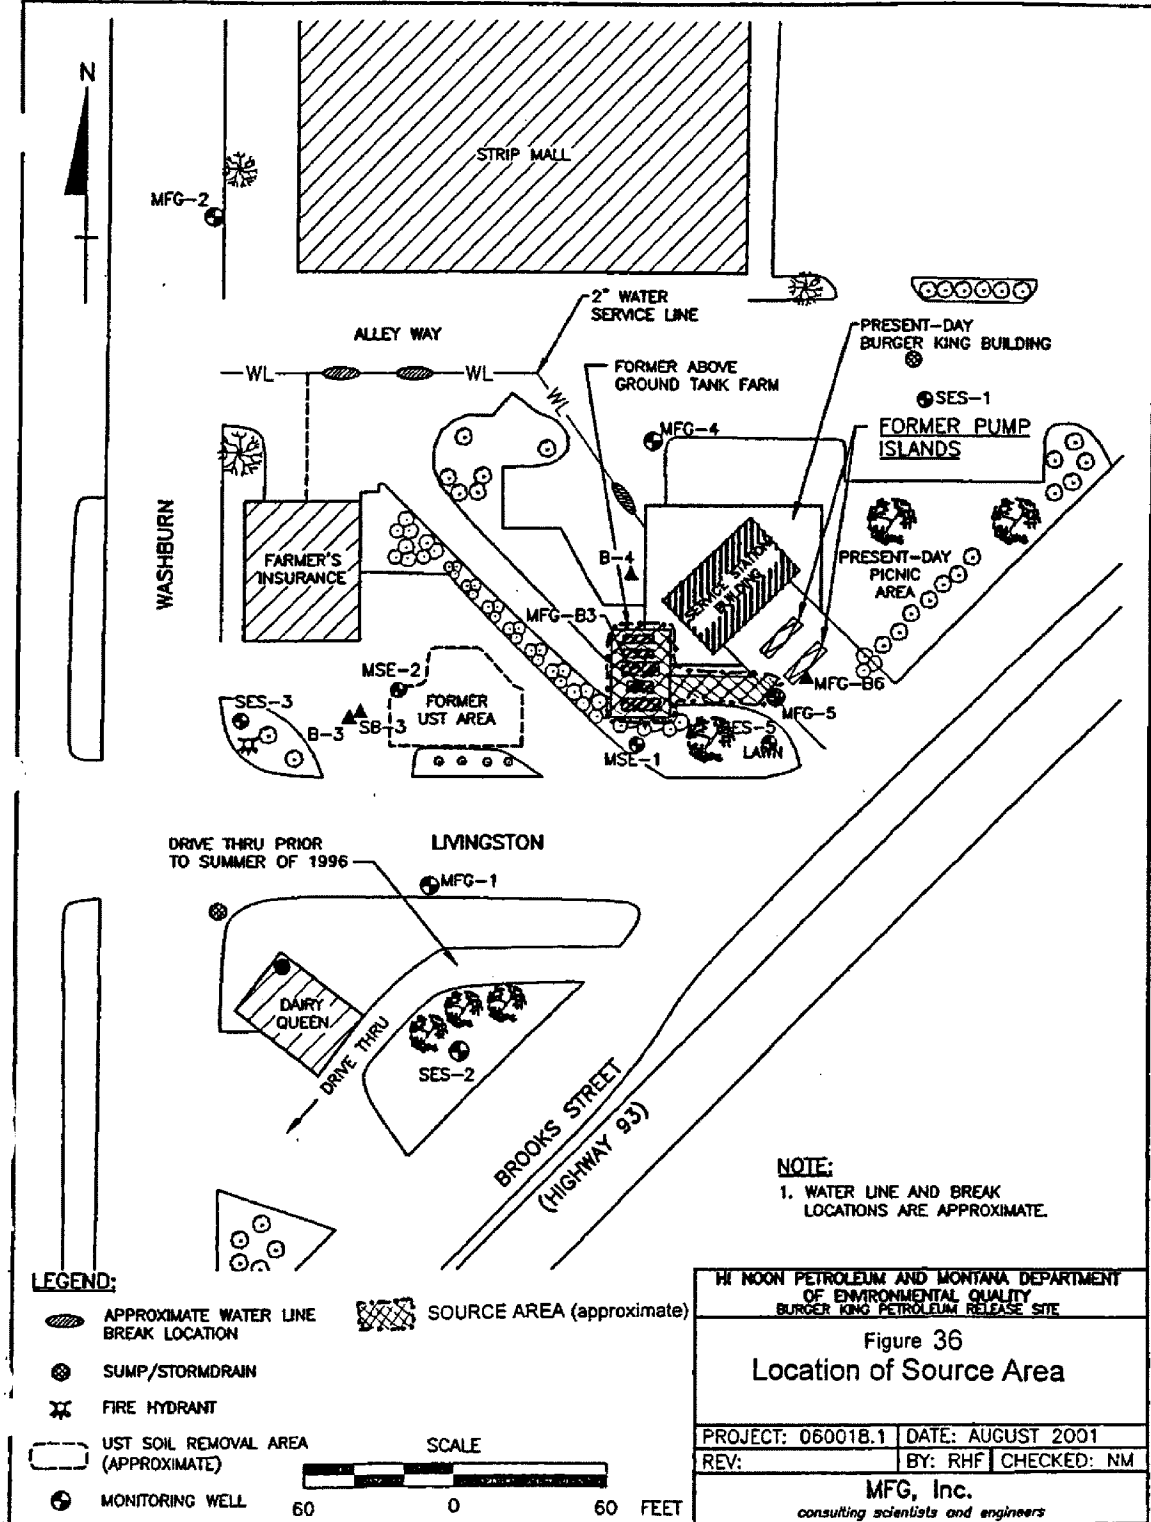 N
STRIP MALL
MFG-2
2" WATER
SERVICE LINE
ALLEY WAY
PRESENT-DAY
BURGER KING BUILDING
FORMER ABOVE
GROUND TANK FARM
WL
WL
WL
SES-1
MFG-4
FORMER PUMP
ISLANDS
WASHBURN
FARMER'S
INSURANCE
B-4
SERVICE STATION
BUILDING
PRESENT-DAY
PICNIC
AREA
MFG-B3
MSE-2
FORMER
UST AREA
MFG-B6
SES-3
B-3
SB-3
MFG-5
ES-5
LAWN
MSE-1
DRIVE THRU PRIOR
TO SUMMER OF 1996
LIVINGSTON
MFG-1
DAIRY
QUEEN
DRIVE THRU
SES-2
BROOKS STREET
(HIGHWAY 93)
NOTE:
1. WATER LINE AND BREAK
LOCATIONS ARE APPROXIMATE.
LEGEND:
APPROXIMATE WATER LINE
BREAK LOCATION
SOURCE AREA (approximate)
SUMP/STORMDRAIN
FIRE HYDRANT
UST SOIL REMOVAL AREA
(APPROXIMATE)
MONITORING WELL
SCALE
60 0 60 FEET
HI NOON PETROLEUM AND MONTANA DEPARTMENT
OF ENVIRONMENTAL QUALITY
BURGER KING PETROLEUM RELEASE SITE
Figure 36
Location of Source Area
PROJECT: 060018.1 DATE: AUGUST 2001
REV: BY: RHF CHECKED: NM
MFG, Inc.
consulting scientists and engineers